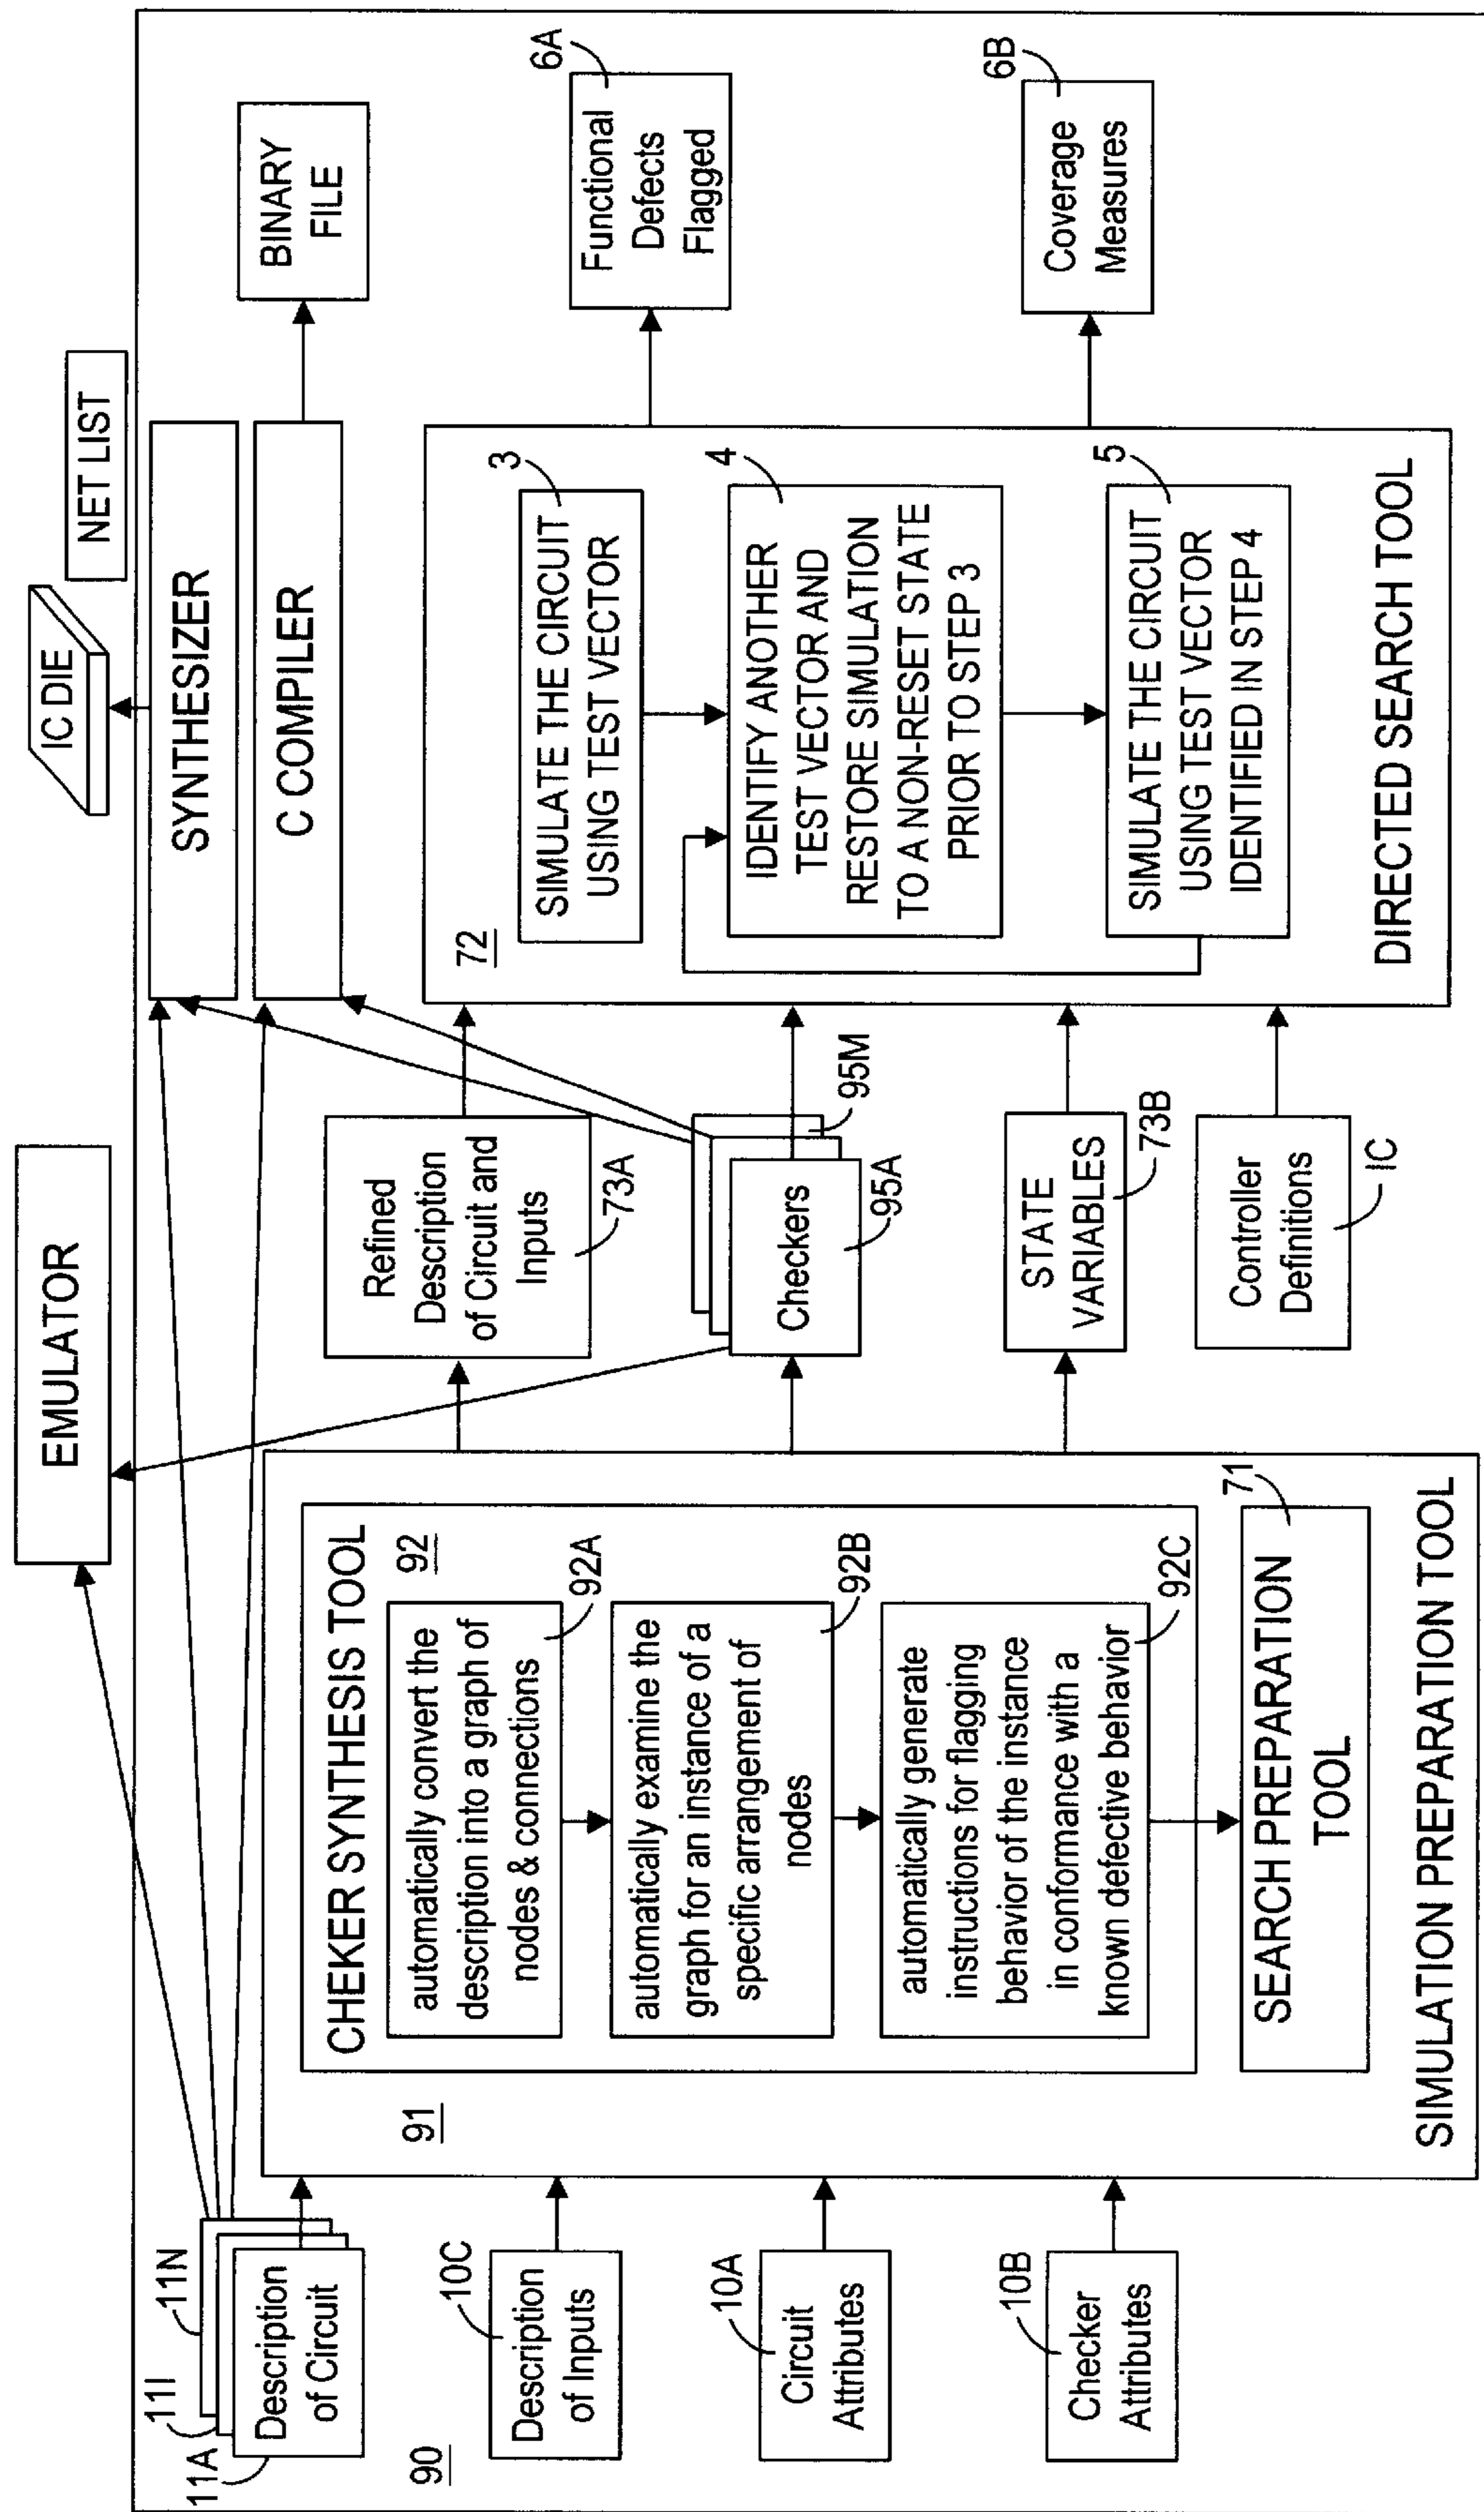 EMULATOR
IC DIE
NET LIST
SYNTHESIZER
C COMPILER
BINARY
FILE
11N
11I
11A
Description
of Circuit
90
10C
Description
of Inputs
10A
Circuit
Attributes
10B
Checker
Attributes
91
CHEKER SYNTHESIS TOOL
92
automatically convert the
description into a graph of
nodes & connections
92A
automatically examine the
graph for an instance of a
specific arrangement of
nodes
92B
automatically generate
instructions for flagging
behavior of the instance
in conformance with a
known defective behavior
92C
SEARCH PREPARATION
TOOL
71
SIMULATION PREPARATION TOOL
Refined
Description
of Circuit and
Inputs
73A
Checkers
95M
95A
STATE
VARIABLES
73B
Controller
Definitions
IC
72
SIMULATE THE CIRCUIT
USING TEST VECTOR
3
IDENTIFY ANOTHER
TEST VECTOR AND
RESTORE SIMULATION
TO A NON-RESET STATE
PRIOR TO STEP 3
4
SIMULATE THE CIRCUIT
USING TEST VECTOR
IDENTIFIED IN STEP 4
5
DIRECTED SEARCH TOOL
6A
Functional
Defects
Flagged
6B
Coverage
Measures